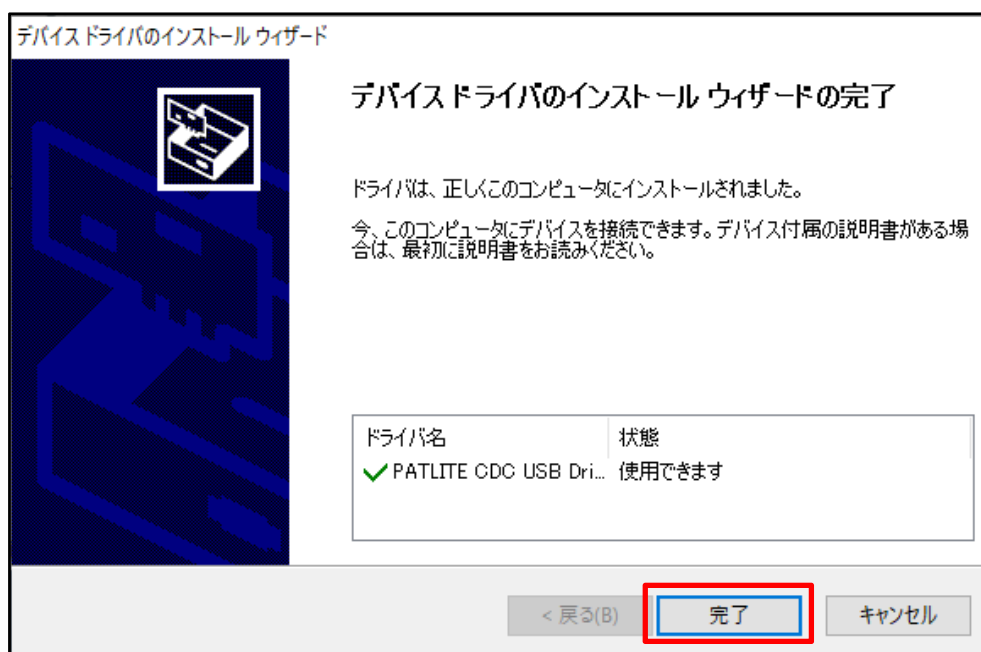 デバイス ドライバのインストール ウィザード
デバイス ドライバのインストール ウィザードの完了
ドライバは、正しくこのコンピュータにインストールされました。
今、このコンピュータにデバイスを接続できます。デバイス付属の説明書がある場
合は、最初に説明書をお読みください。
ドライバ名 状態
PATLITE CDC USB Dri... 使用できます
< 戻る(B) 完了 キャンセル